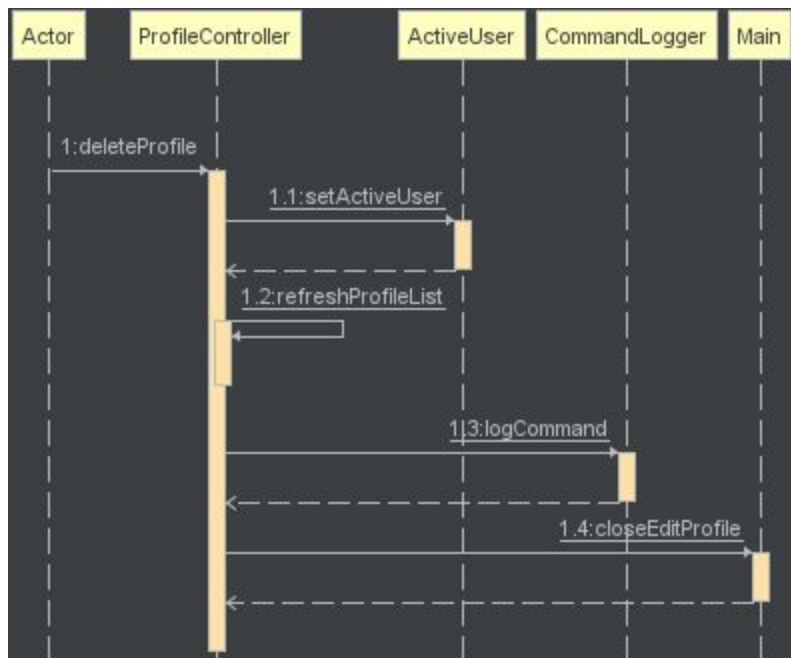 Actor
ProfileController
ActiveUser
CommandLogger
Main
1:deleteProfile
1.1:setActiveUser
1.2:refreshProfileList
1.3:logCommand
1.4:closeEditProfile